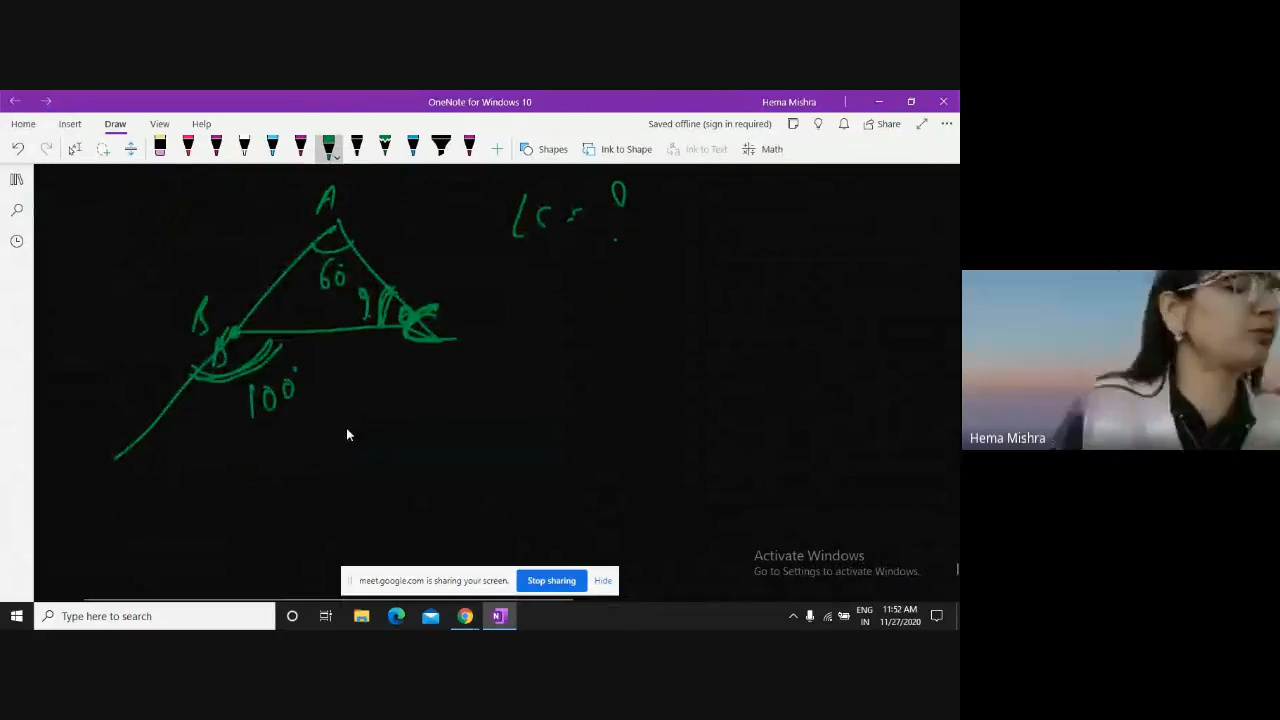 OneNote for Windows 10
Hema Mishra
Home Insert Draw View Help
Saved offline (sign in required)
Share
Shapes
Ink to Shape
Ink to Text
Math
A
∠C = ?
60°
B
?
100°
Hema Mishra
Activate Windows
Go to Settings to activate Windows.
meet.google.com is sharing your screen.
Stop sharing
Hide
Type here to search
ENG
IN
11:52 AM
11/27/2020